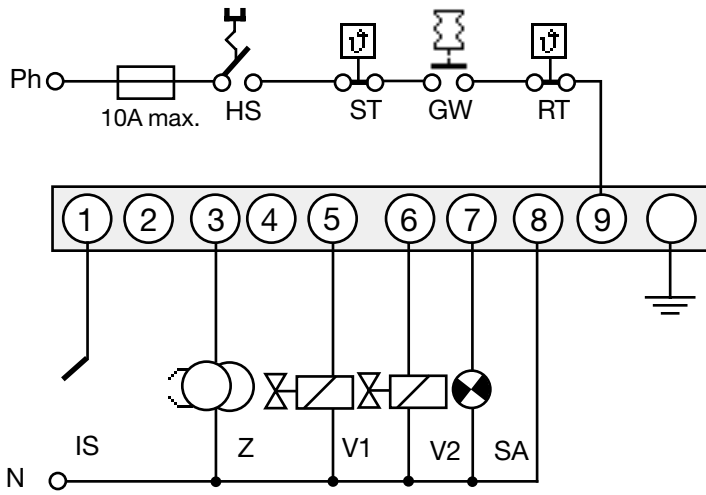 ϑ ϑ
Ph
10A max. HS ST GW RT
1 2 3 4 5 6 7 8 9
IS Z V1 V2 SA
N